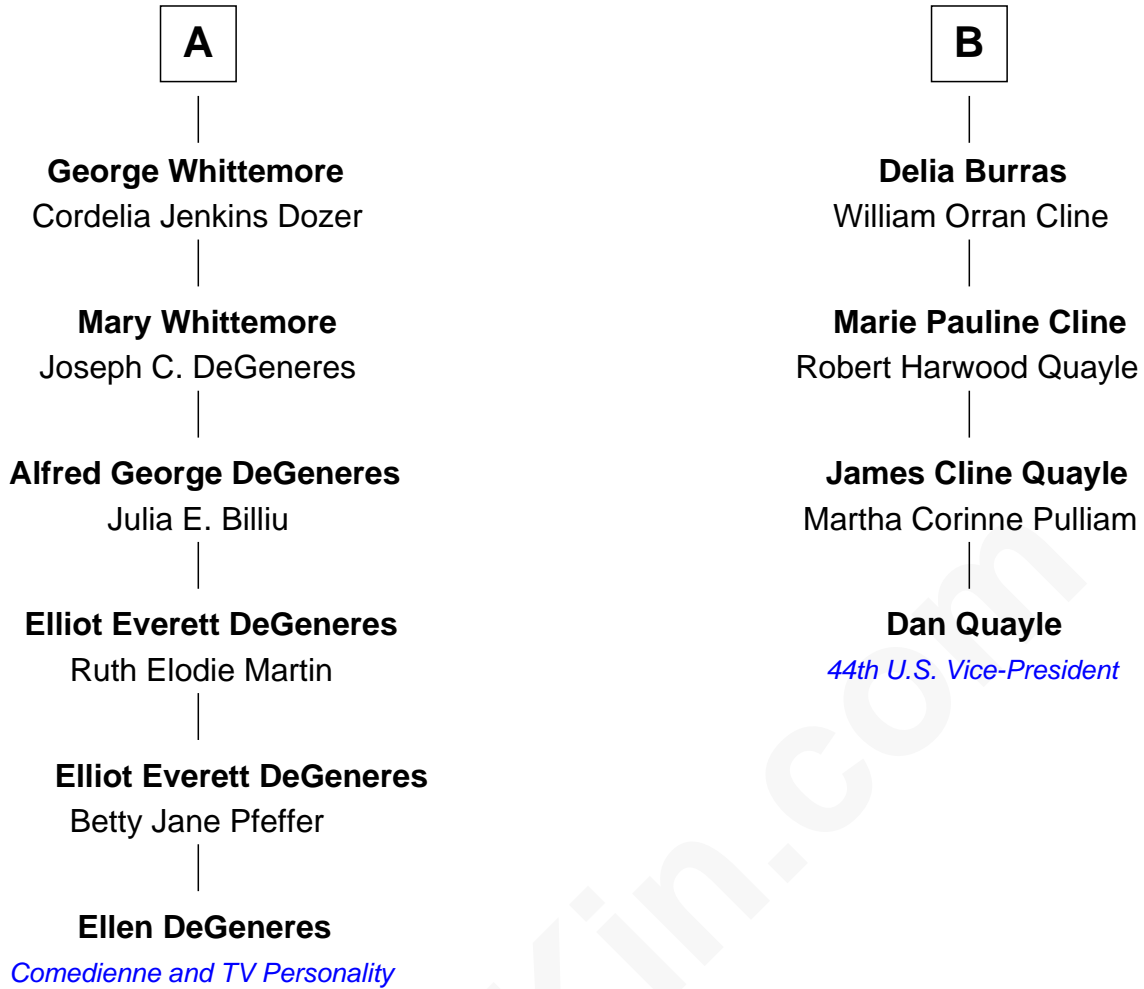 A
George Whittemore
Cordelia Jenkins Dozer
Mary Whittemore
Joseph C. DeGeneres
Alfred George DeGeneres
Julia E. Billiu
Elliot Everett DeGeneres
Ruth Elodie Martin
Elliot Everett DeGeneres
Betty Jane Pfeffer
Ellen DeGeneres
Comedienne and TV Personality
B
Delia Burras
William Orran Cline
Marie Pauline Cline
Robert Harwood Quayle
James Cline Quayle
Martha Corinne Pulliam
Dan Quayle
44th U.S. Vice-President
Kin.com